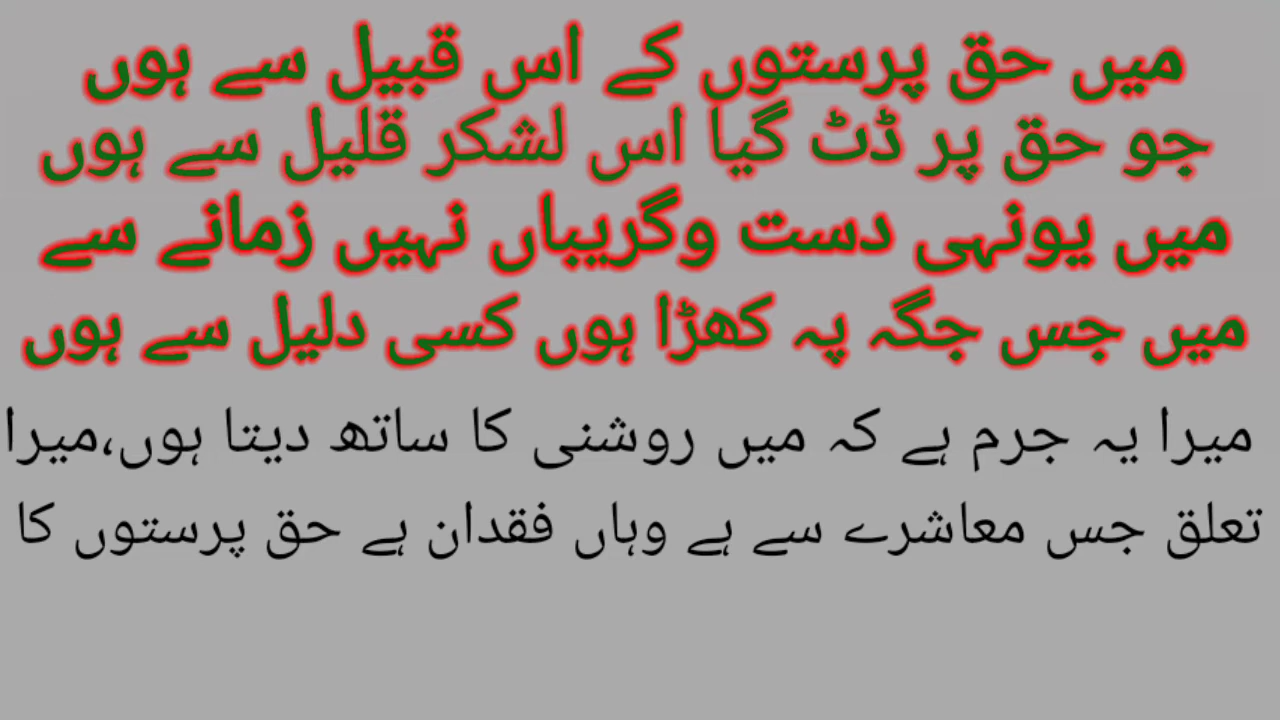 میں حق پرستوں کے اس قبیل سے ہوں
جو حق پر ڈٹ گیا اس لشکر قلیل سے ہوں
میں یونہی دست وگریباں نہیں زمانے سے
میں جس جگہ پہ کھڑا ہوں کسی دلیل سے ہوں
میرا یہ جرم ہے کہ میں روشنی کا ساتھ دیتا ہوں،میرا
تعلق جس معاشرے سے ہے وہاں فقدان ہے حق پرستوں کا